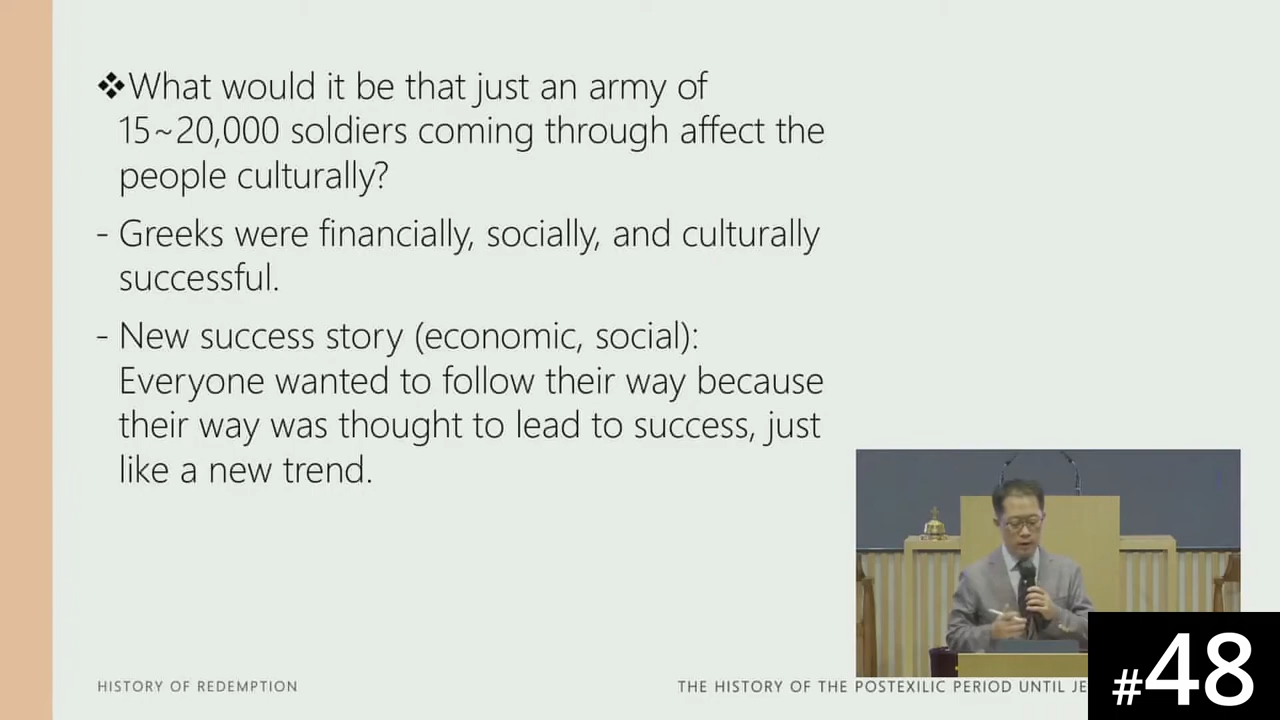 ❖What would it be that just an army of
15~20,000 soldiers coming through affect the
people culturally?
- Greeks were financially, socially, and culturally
successful.
- New success story (economic, social):
Everyone wanted to follow their way because
their way was thought to lead to success, just
like a new trend.
HISTORY OF REDEMPTION
THE HISTORY OF THE POSTEXILIC PERIOD UNTIL JE
#48